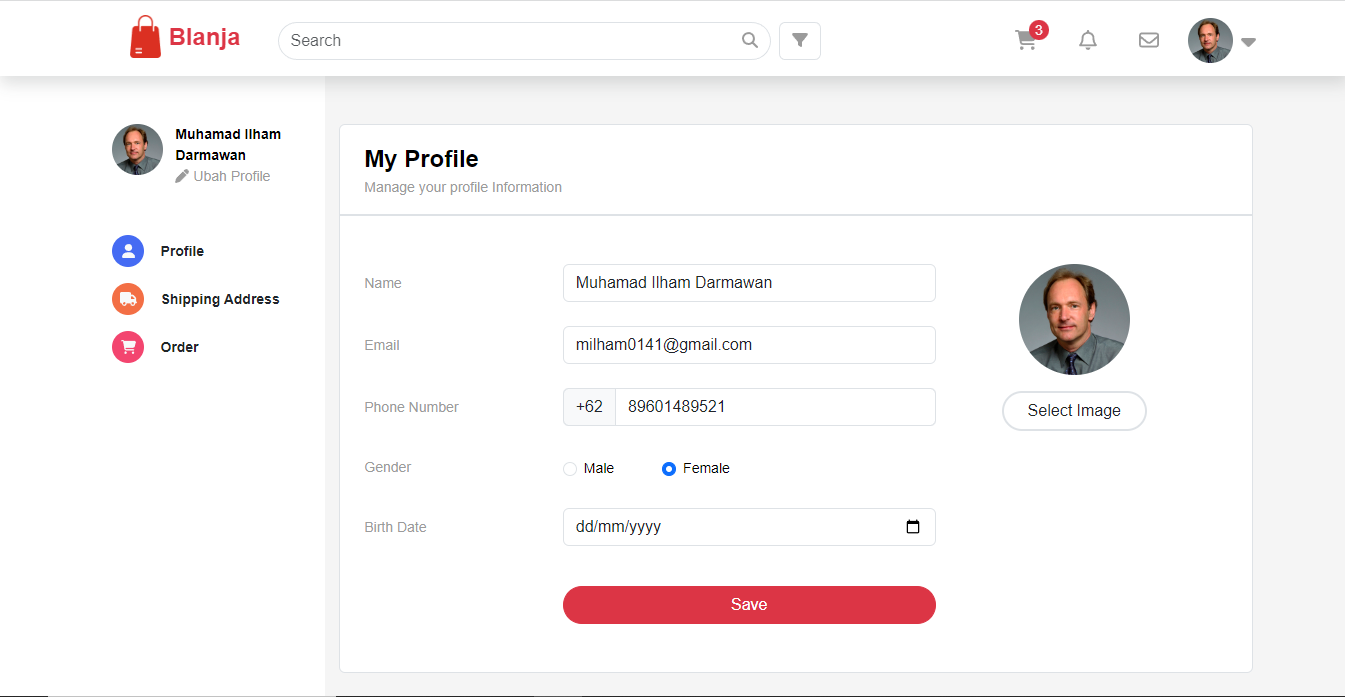 Blanja
Search
3
Muhamad Ilham
Darmawan
Ubah Profile
Profile
Shipping Address
Order
My Profile
Manage your profile Information
Name
Muhamad Ilham Darmawan
Email
milham0141@gmail.com
Phone Number
+62 89601489521
Gender
Male Female
Birth Date
dd/mm/yyyy
Save
Select Image